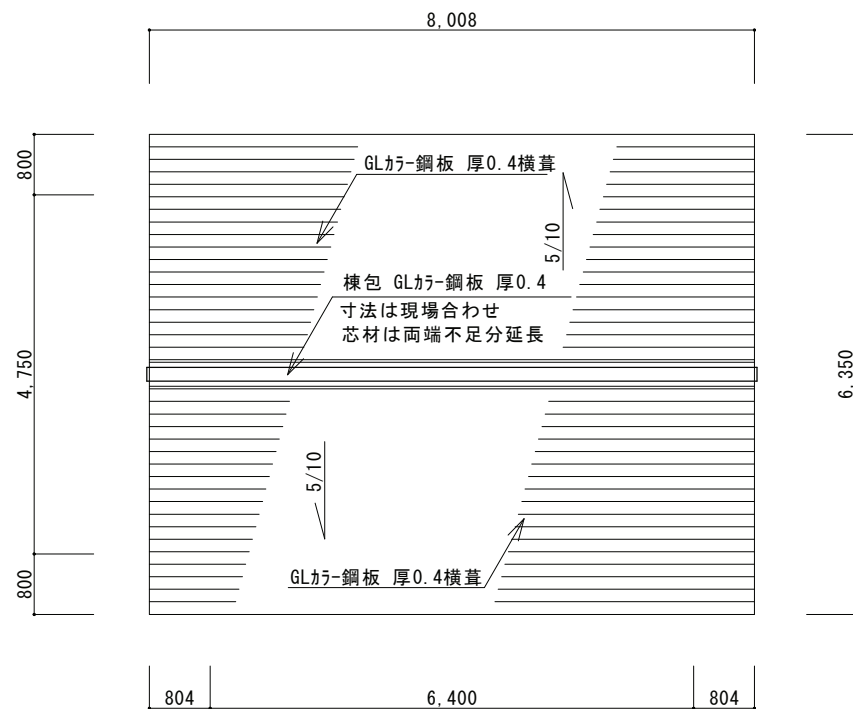 8,008
800
GLｶﾗｰ鋼板 厚0.4横葺
5/10
棟包 GLｶﾗｰ鋼板 厚0.4
寸法は現場合わせ
芯材は両端不足分延長
4,750
6,350
5/10
GLｶﾗｰ鋼板 厚0.4横葺
800
804
6,400
804